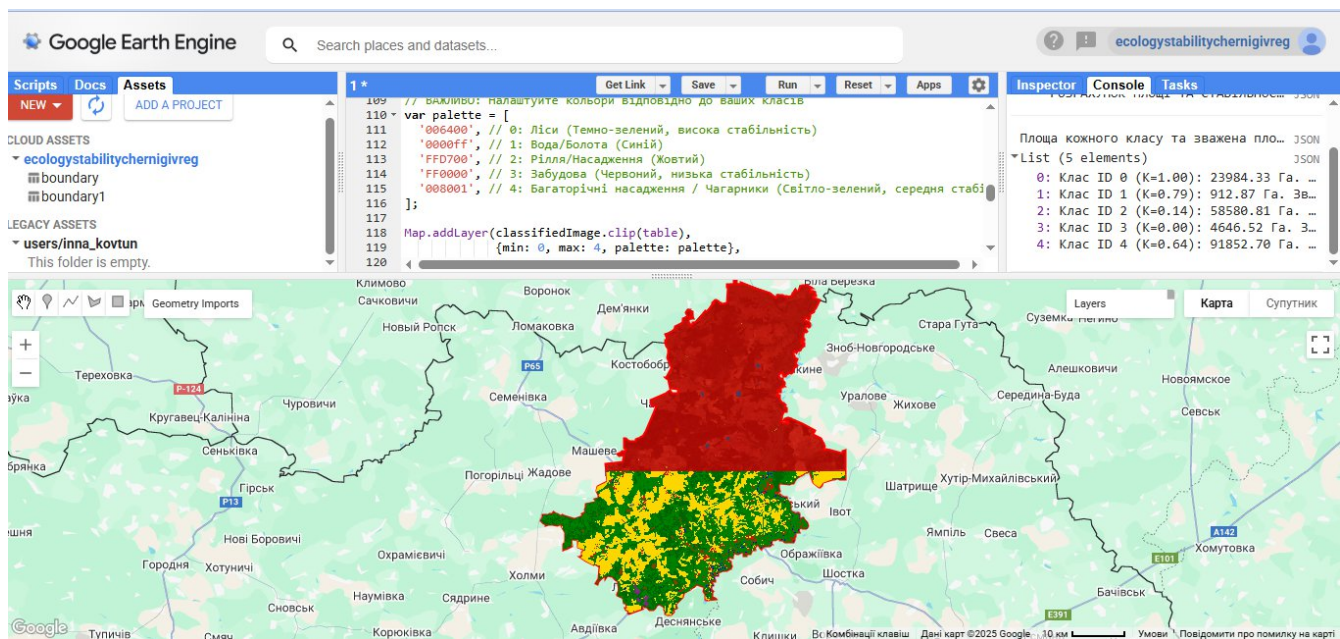 Google Earth Engine
Search places and datasets...
ecologystabilitychernigivreg
Scripts Docs Assets
NEW
ADD A PROJECT
CLOUD ASSETS
ecologystabilitychernigivreg
boundary
boundary1
LEGACY ASSETS
users/inna_kovtun
This folder is empty.
1 *
Get Link Save Run Reset Apps
109 // ВАЖЛИВО: Налаштуйте кольори відповідно до ваших класів
110 var palette = [
111 '006400', // 0: Ліси (Темно-зелений, висока стабільність)
112 '0000ff', // 1: Вода/Болота (Синій)
113 'FFD700', // 2: Рілля/Насадження (Жовтий)
114 'FF0000', // 3: Забудова (Червоний, низька стабільність)
115 '008001', // 4: Багаторічні насадження / Чагарники (Світло-зелений, середня стабі
116 ];
117
118 Map.addLayer(classifiedImage.clip(table),
119 {min: 0, max: 4, palette: palette},
120
Inspector Console Tasks
JSON
Площа кожного класу та зважена пло... JSON
List (5 elements) JSON
0: Клас ID 0 (K=1.00): 23984.33 Га. ...
1: Клас ID 1 (K=0.79): 912.87 Га. Зв...
2: Клас ID 2 (K=0.14): 58580.81 Га. ...
3: Клас ID 3 (K=0.00): 4646.52 Га. З...
4: Клас ID 4 (K=0.64): 91852.70 Га. ...
Geometry Imports
Layers
Карта Супутник
+
−
Климово
Сачковичи
Воронок
Дем'янки
Біла Березка
Новый Ропск
Ломаковка
Стара Гута
Суземка
Костобобр
Зноб-Новгородське
P65
Тереховка
P-124
Чуровичи
Семенівка
Уралове
Жихове
Середина-Буда
Алешковичи
Новоямское
Севськ
Кругавец-Калініна
Сеньківка
Машеве
Погорільці
Жадове
Шатрище
Хутір-Михайлівський
Гірськ
P13
Івот
Ямпіль
Свеса
A142
Хомутовка
E101
Нові Боровичі
Охрамієвичі
Ображіївка
Городня
Хотуничі
Холми
Собич
Шостка
Бачівськ
Сновськ
Наумівка
Сядрине
Деснянське
E391
Авдіївка
Корюківка
Тупичів
Клишки
Google
Комбінації клавіш
Дані карт ©2025 Google
10 км
Умови
Повідомити про помилку на карті